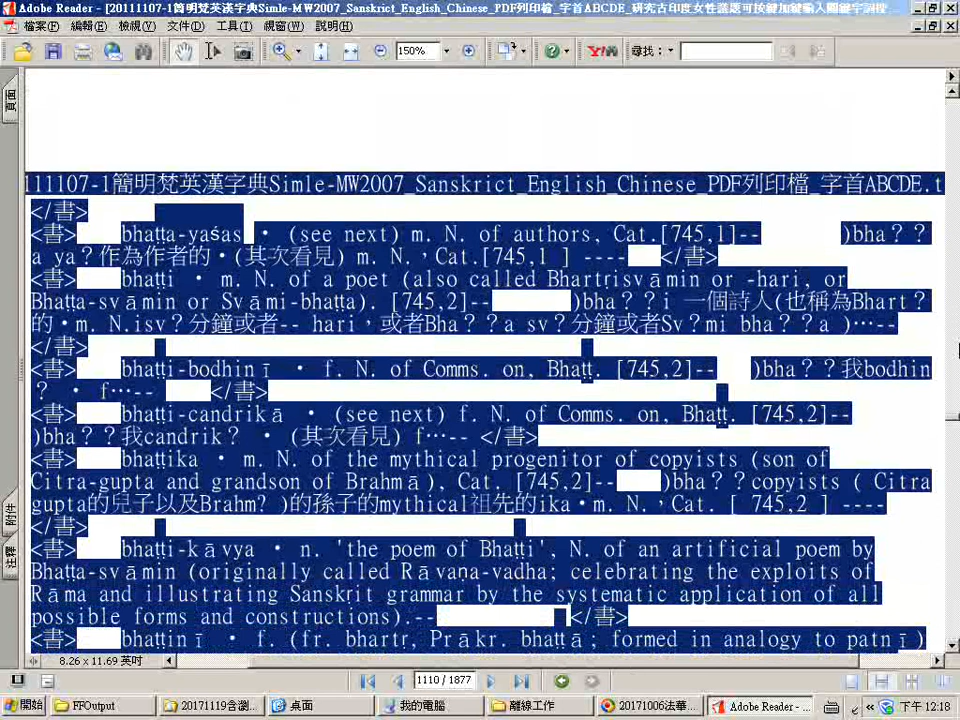 Adobe Reader - [20111107-1簡明梵英漢字典Simle-MW2007_Sanskrict_English_Chinese_PDF列印檔_字首ABCDE_研究古印度女性議題可按鍵
檔案(F) 編輯(E) 檢視(V) 文件(D) 工具(T) 視窗(W) 說明(H)
150% 尋找：
頁面
111107-1簡明梵英漢字典Simle-MW2007_Sanskrict_English_Chinese_PDF列印檔_字首ABCDE.t
</書>
<書> bhaṭṭa-yaśas ‧ (see next) m. N. of authors, Cat.[745,1]-- )bha？？
a ya？作為作者的‧(其次看見) m. N.，Cat.[745,1 ] ---- </書>
<書> bhaṭṭi ‧ m. N. of a poet (also called Bhartṛisvāmin or -hari, or
Bhaṭṭa-svāmin or Svāmi-bhaṭṭa). [745,2]-- )bha？？i 一個詩人(也稱為Bhart？
的‧m. N.isv？分鐘或者-- hari，或者Bha？？a sv？分鐘或者Sv？mi bha？？a )…--
</書>
<書> bhaṭṭi-bodhinī ‧ f. N. of Comms. on, Bhaṭṭ. [745,2]-- )bha？？我bodhin
？‧ f…-- </書>
<書> bhaṭṭi-candrikā ‧ (see next) f. N. of Comms. on, Bhaṭṭ. [745,2]--
)bha？？我candrik？‧ (其次看見) f…-- </書>
<書> bhaṭṭika ‧ m. N. of the mythical progenitor of copyists (son of
Citra-gupta and grandson of Brahmā), Cat. [745,2]-- )bha？？copyists ( Citra
gupta的兒子以及Brahm? )的孫子的mythical祖先的ika‧m. N.，Cat. [ 745,2 ] ----
</書>
<書> bhaṭṭi-kāvya ‧ n. 'the poem of Bhaṭṭi', N. of an artificial poem by
Bhaṭṭa-svāmin (originally called Rāvaṇa-vadha; celebrating the exploits of
Rāma and illustrating Sanskrit grammar by the systematic application of all
possible forms and constructions).-- </書>
<書> bhaṭṭinī ‧ f. (fr. bhartṛ, Prākr. bhaṭṭā; formed in analogy to patnī)
附件
注釋
8.26 x 11.69 英吋
1110 / 1877
開始 FFOutput 20171119含瀏... 桌面 我的電腦 離線工作 20171006法華... Adobe Reader - [... 下午 12:18